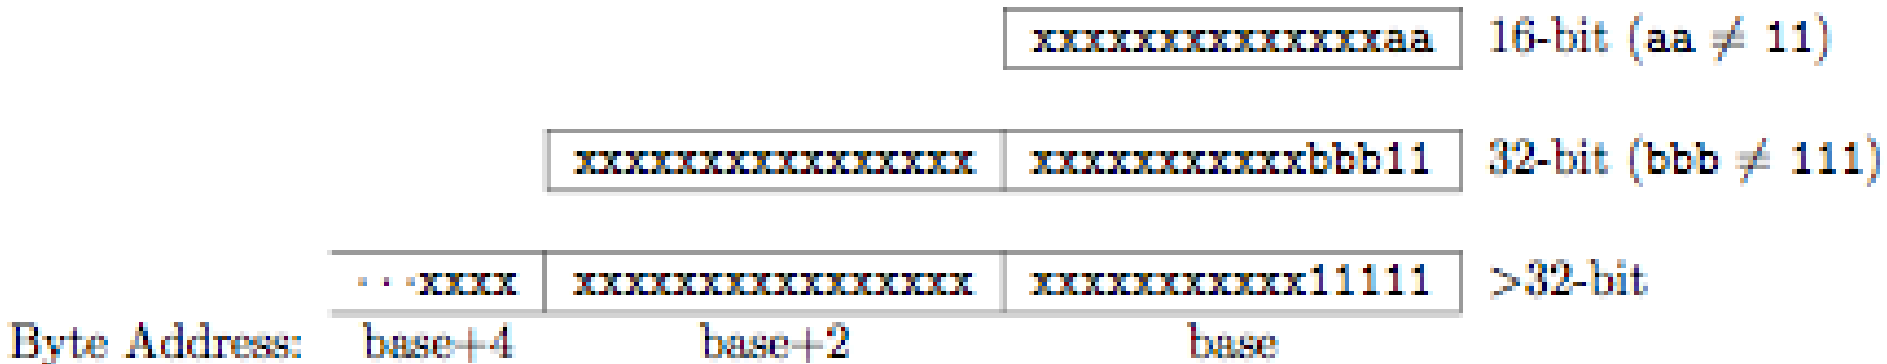 xxxxxxxxxxxxxxaa 16-bit (aa ≠ 11)
xxxxxxxxxxxxxxxx xxxxxxxxxxxbbb11 32-bit (bbb ≠ 111)
···xxxx xxxxxxxxxxxxxxxx xxxxxxxxxxx11111 >32-bit
Byte Address: base+4 base+2 base